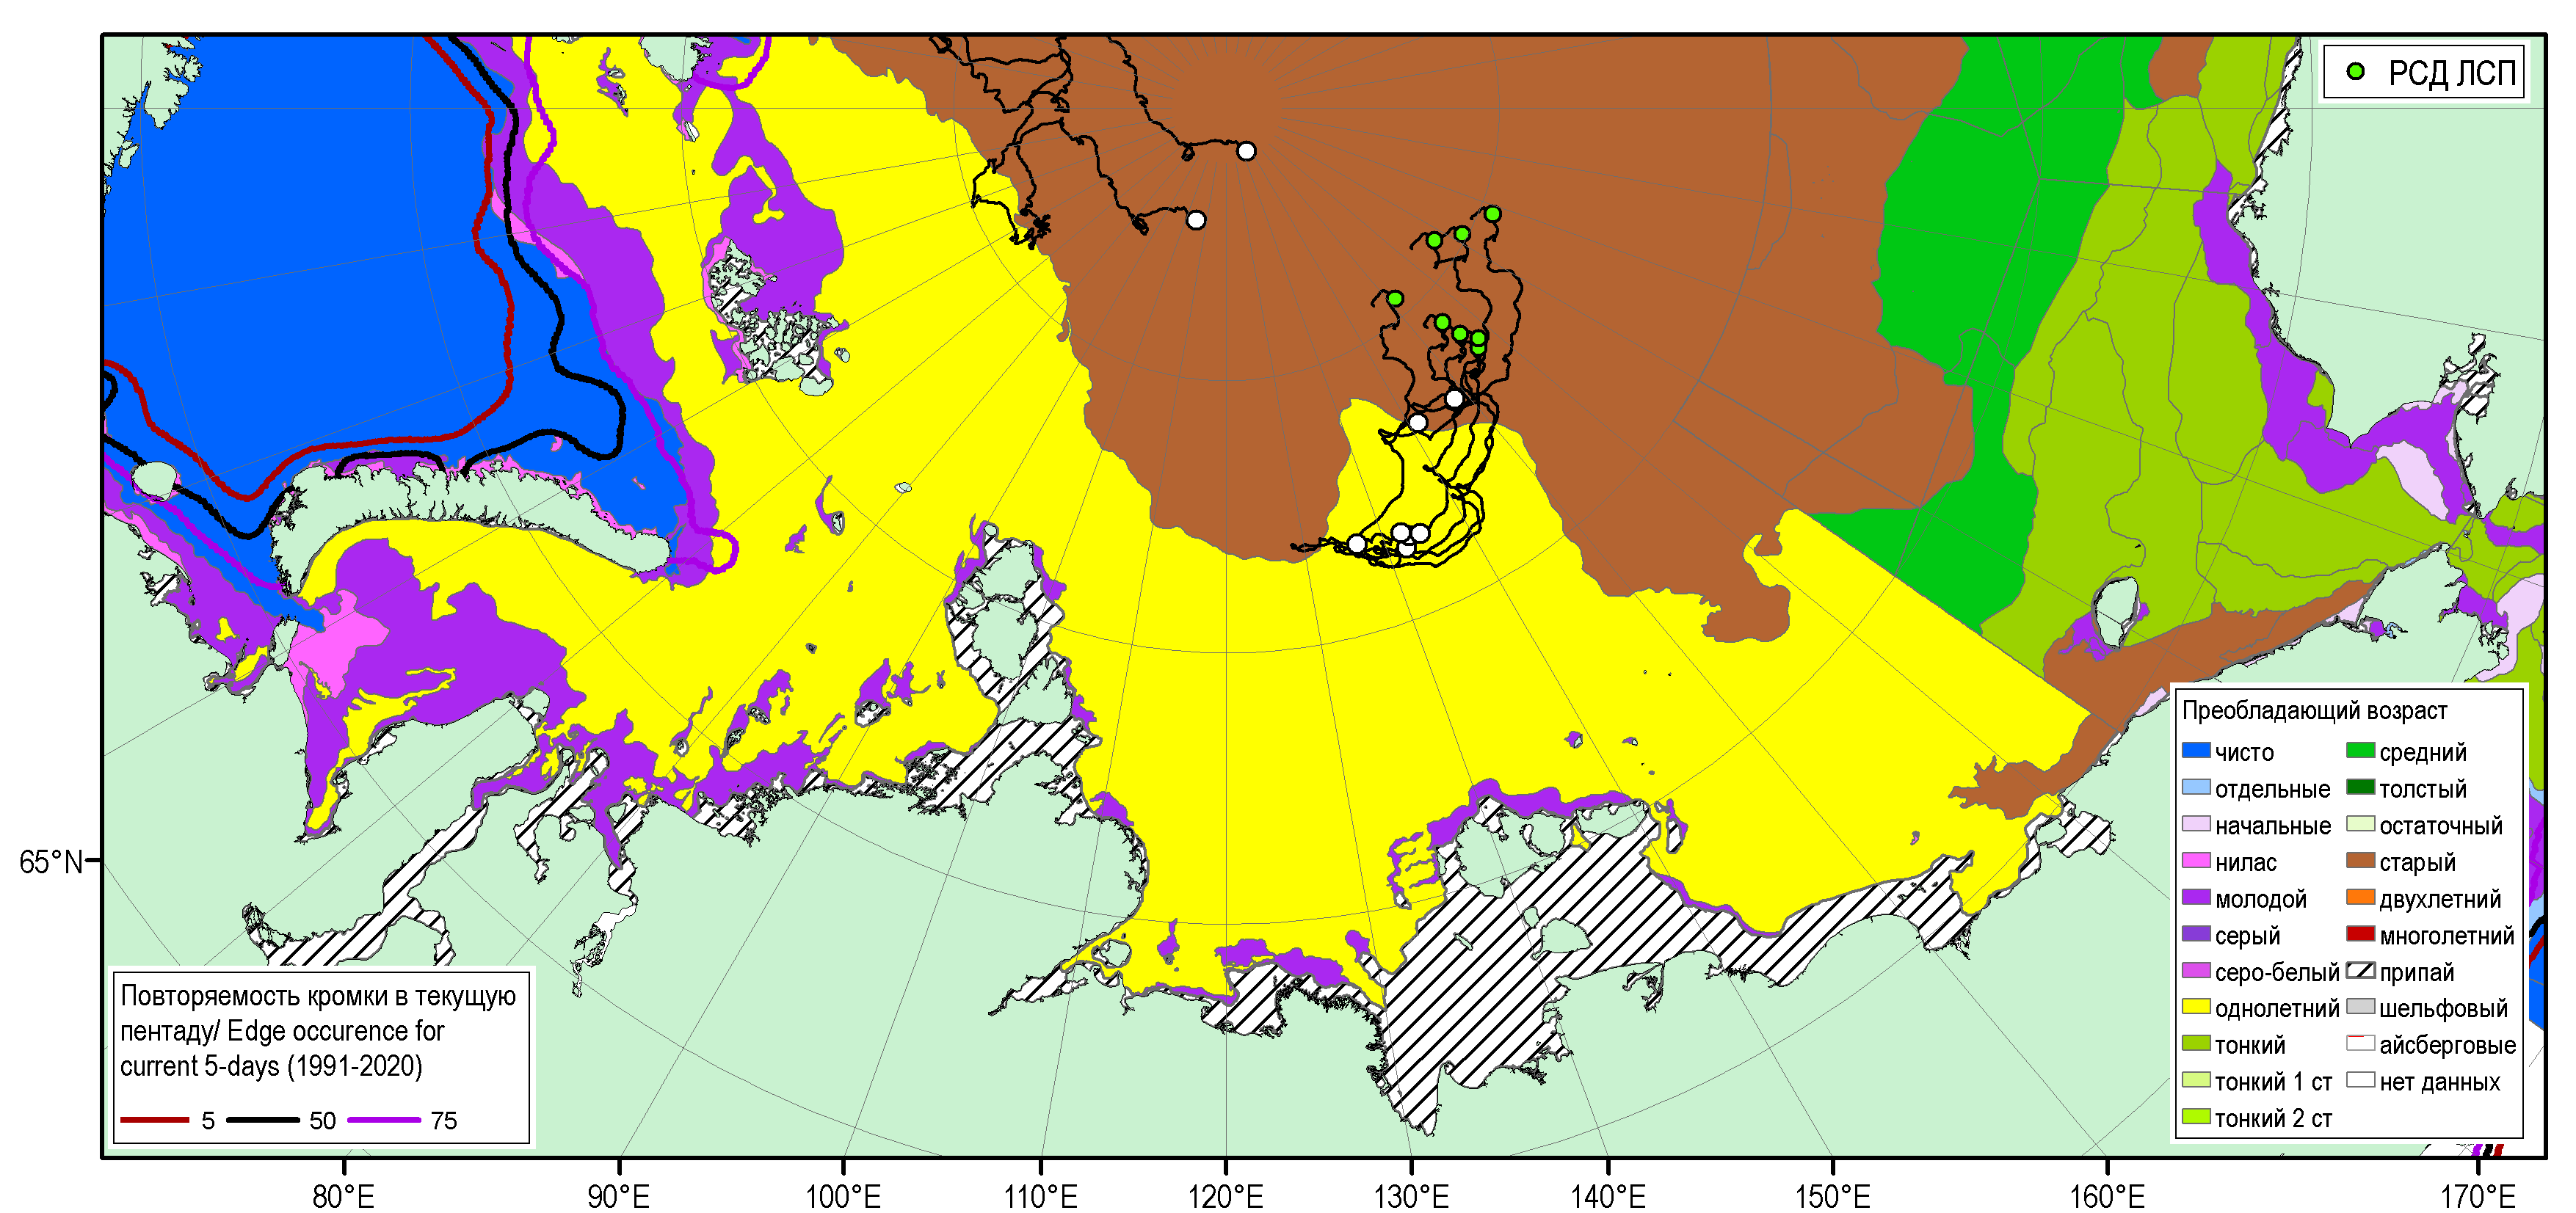 РСД ЛСП
Преобладающий возраст
чисто
отдельные
начальные
нилас
молодой
серый
серо-белый
однолетний
тонкий
тонкий 1 ст
тонкий 2 ст
средний
толстый
остаточный
старый
двухлетний
многолетний
припай
шельфовый
айсберговые
нет данных
65°N
Повторяемость кромки в текущую
пентаду/ Edge occurence for
current 5-days (1991-2020)
5 50 75
80°E 90°E 100°E 110°E 120°E 130°E 140°E 150°E 160°E 170°E